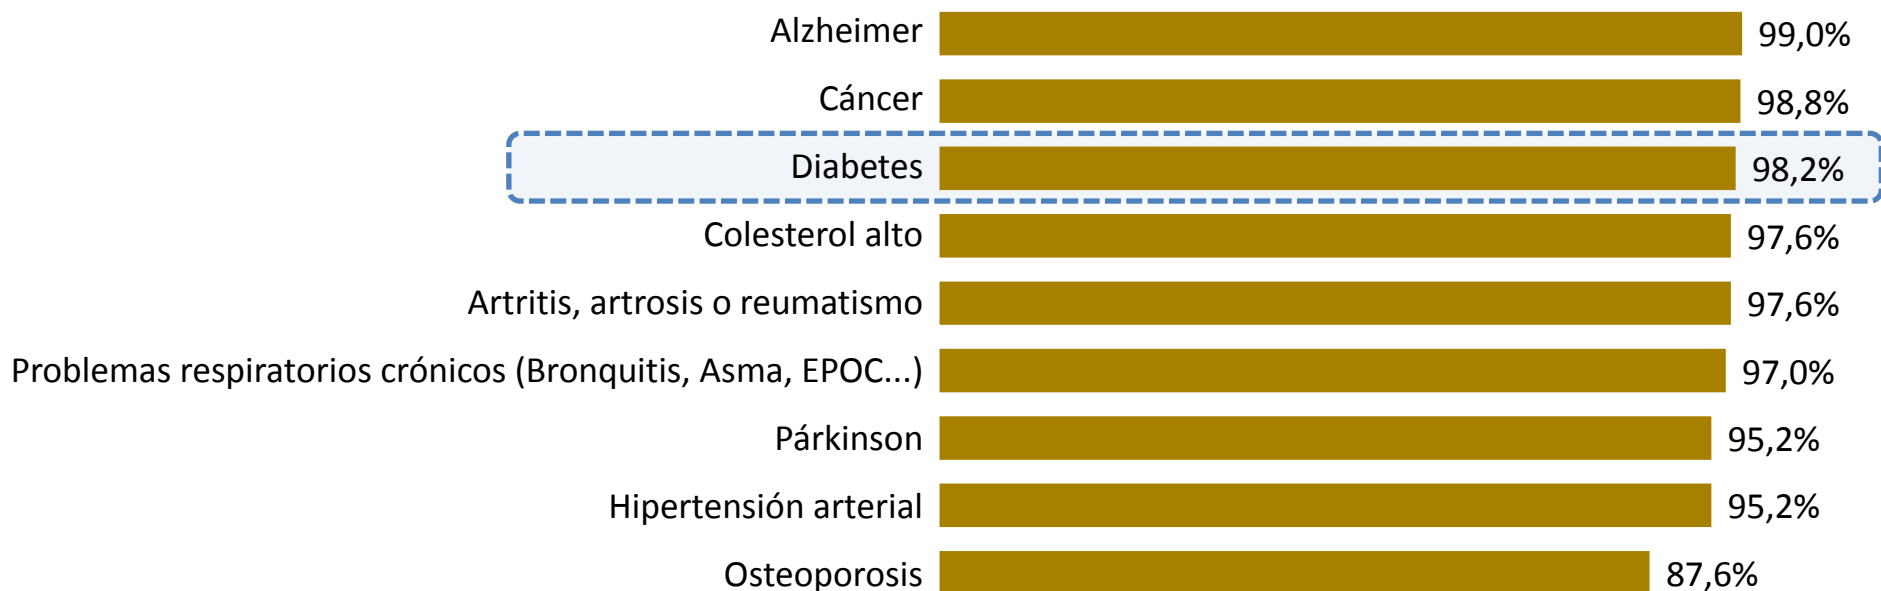 Alzheimer 99,0%
Cáncer 98,8%
Diabetes 98,2%
Colesterol alto 97,6%
Artritis, artrosis o reumatismo 97,6%
Problemas respiratorios crónicos (Bronquitis, Asma, EPOC...) 97,0%
Párkinson 95,2%
Hipertensión arterial 95,2%
Osteoporosis 87,6%